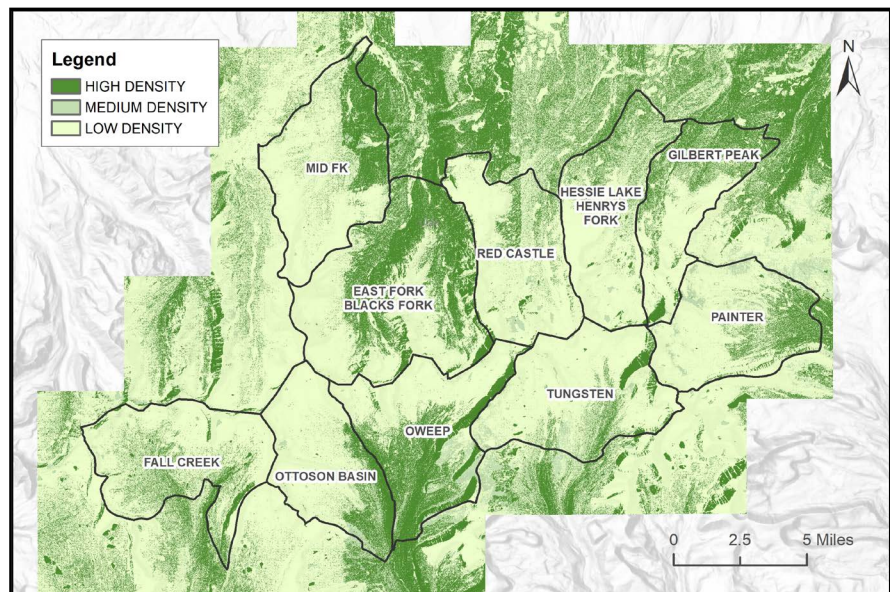 Legend
HIGH DENSITY
MEDIUM DENSITY
LOW DENSITY
N
MID FK
GILBERT PEAK
HESSIE LAKE
HENRYS
FORK
RED CASTLE
EAST FORK
BLACKS FORK
PAINTER
TUNGSTEN
OWEEP
FALL CREEK
OTTOSON BASIN
0 2.5 5 Miles